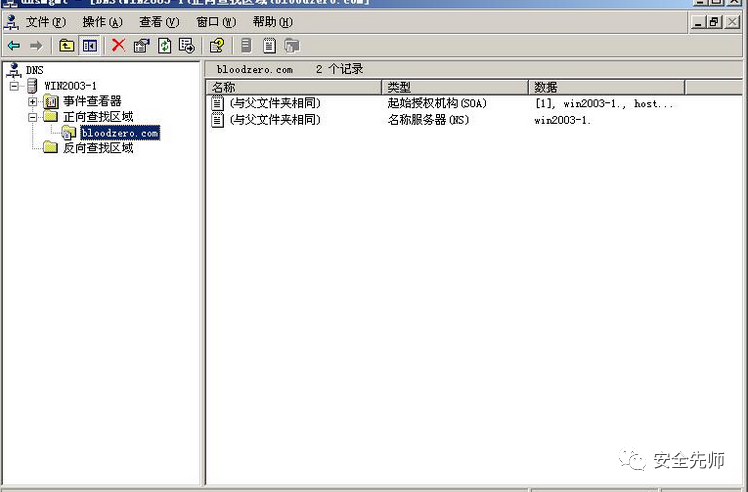 dnsmgmt - [DNS\WIN2003-1\正向查找区域\bloodzero.com]
文件(F) 操作(A) 查看(V) 窗口(W) 帮助(H)
DNS
WIN2003-1
事件查看器
正向查找区域
bloodzero.com
反向查找区域
bloodzero.com 2 个记录
名称 类型 数据
(与父文件夹相同) 起始授权机构(SOA) [1], win2003-1., host...
(与父文件夹相同) 名称服务器(NS) win2003-1.
安全先师